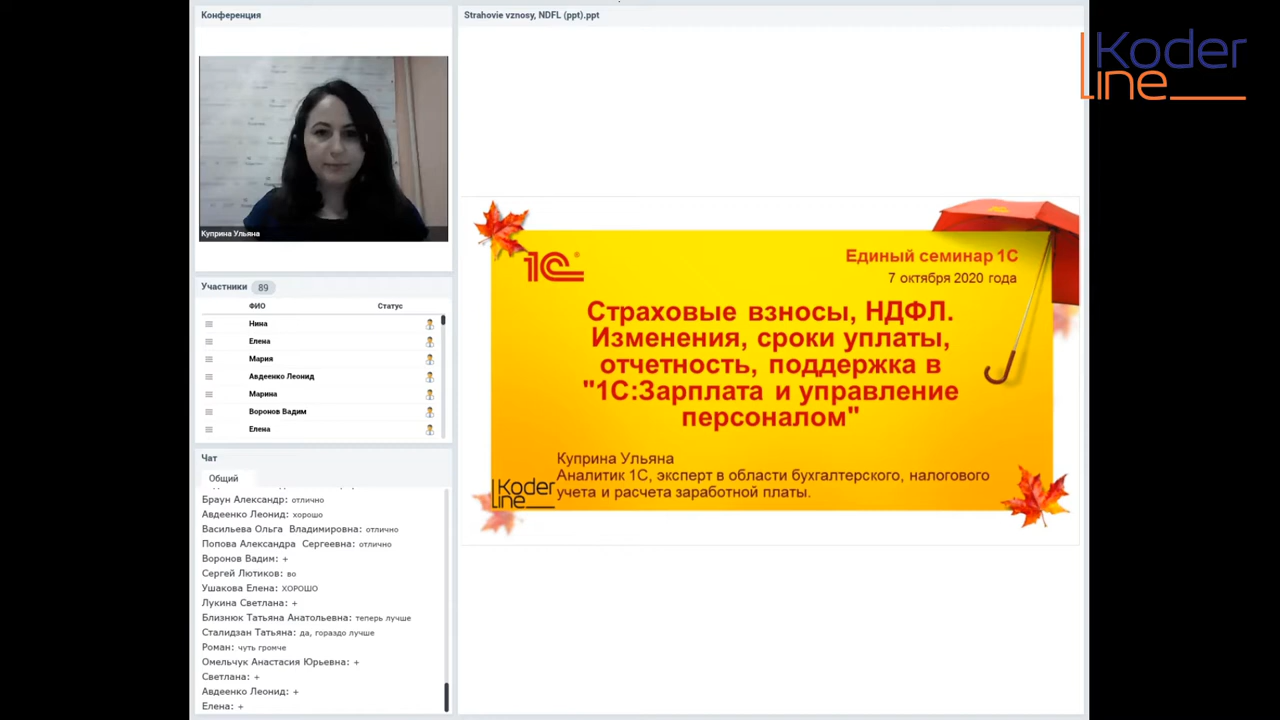 Конференция
Куприна Ульяна
Участники 89
ФИО Статус
Нина
Елена
Мария
Авдеенко Леонид
Марина
Воронов Вадим
Елена
Чат
Общий
Браун Александр: отлично
Авдеенко Леонид: хорошо
Васильева Ольга Владимировна: отлично
Попова Александра Сергеевна: отлично
Воронов Вадим: +
Сергей Лютиков: во
Ушакова Елена: ХОРОШО
Лукина Светлана: +
Близнюк Татьяна Анатольевна: теперь лучше
Сталидзан Татьяна: да, гораздо лучше
Роман: чуть громче
Омельчук Анастасия Юрьевна: +
Светлана: +
Авдеенко Леонид: +
Елена: +
Strahovie vznosy, NDFL (ppt).ppt
Koder
line
1С
Единый семинар 1С
7 октября 2020 года
Страховые взносы, НДФЛ.
Изменения, сроки уплаты,
отчетность, поддержка в
"1С:Зарплата и управление
персоналом"
Куприна Ульяна
Аналитик 1С, эксперт в области бухгалтерского, налогового
учета и расчета заработной платы.
Koder
line